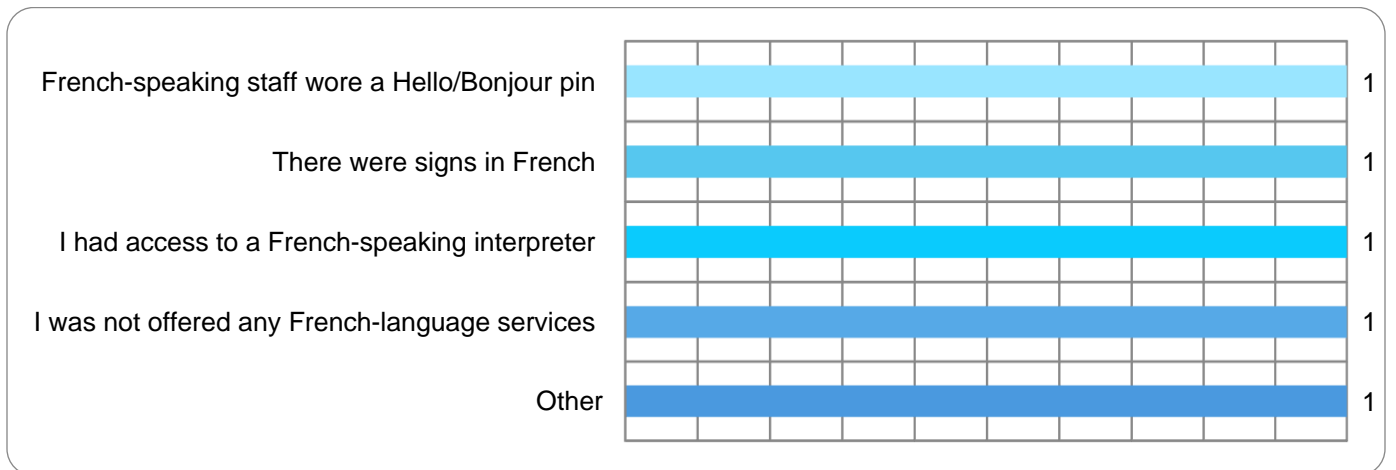 French-speaking staff wore a Hello/Bonjour pin 1
There were signs in French 1
I had access to a French-speaking interpreter 1
I was not offered any French-language services 1
Other 1